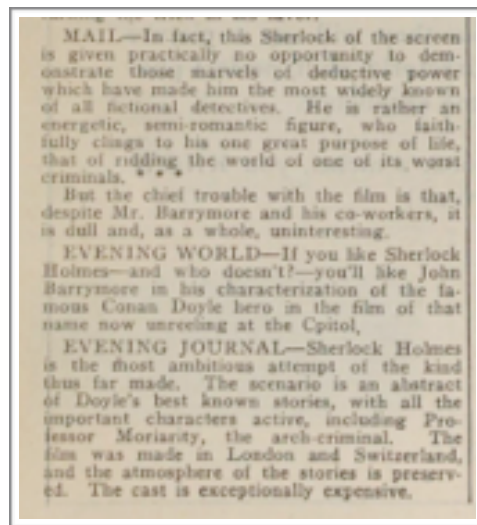 MAIL—In fact, this Sherlock of the screen
is given practically no opportunity to dem-
onstrate those marvels of deductive power
which have made him the most widely known
of all fictional detectives. He is rather an
energetic, semi-romantic figure, who faith-
fully clings to his one great purpose of life,
that of ridding the world of one of its worst
criminals. * * *
But the chief trouble with the film is that,
despite Mr. Barrymore and his co-workers, it
is dull and, as a whole, uninteresting.
EVENING WORLD—If you like Sherlock
Holmes—and who doesn't?—you'll like John
Barrymore in his characterization of the fa-
mous Conan Doyle hero in the film of that
name now unreeling at the Cpitol,
EVENING JOURNAL—Sherlock Holmes
is the most ambitious attempt of the kind
thus far made. The scenario is an abstract
of Doyle's best known stories, with all the
important characters active, including Pro-
fessor Moriarity, the arch-criminal. The
film was made in London and Switzerland,
and the atmosphere of the stories is preserv-
ed. The cast is exceptionally expensive.